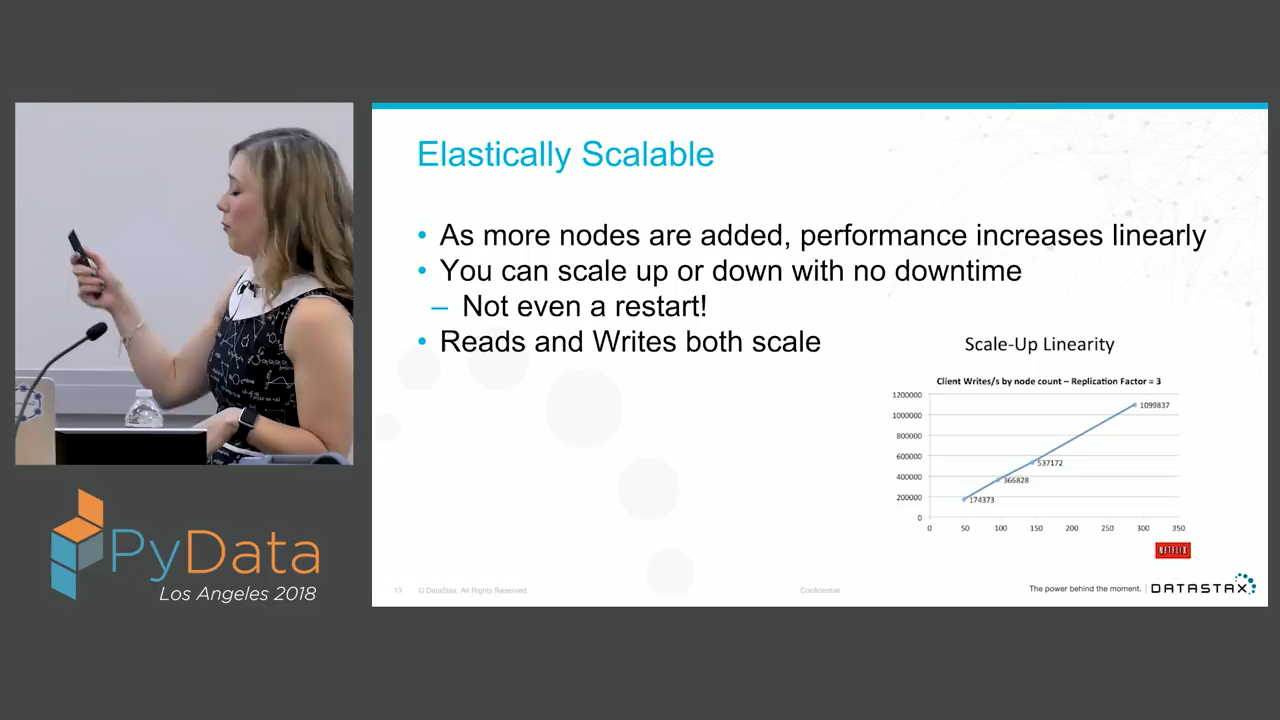 Elastically Scalable
• As more nodes are added, performance increases linearly
• You can scale up or down with no downtime
– Not even a restart!
• Reads and Writes both scale
Scale-Up Linearity
Client Writes/s by node count – Replication Factor = 3
1200000
1000000
800000
600000
400000
200000
0
1099837
537172
366828
174373
0 50 100 150 200 250 300 350
NETFLIX
13 © DataStax, All Rights Reserved. Confidential
The power behind the moment. | DATASTAX
PyData
Los Angeles 2018